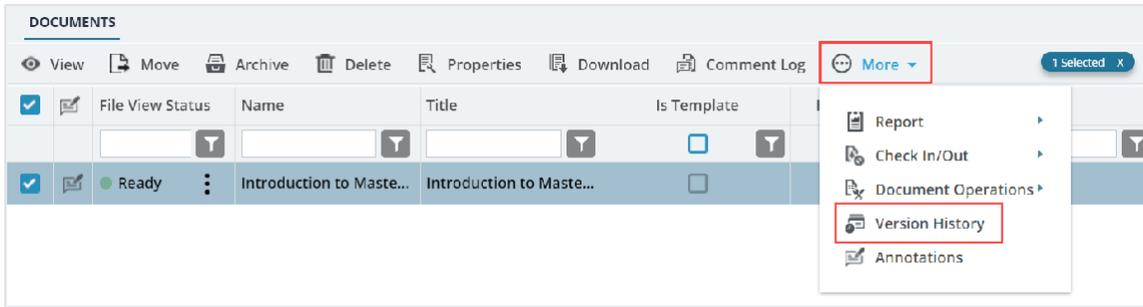 DOCUMENTS
View Move Archive Delete Properties Download Comment Log More 1 Selected X
File View Status Name Title Is Template
Report
Check In/Out
Ready Introduction to Maste... Introduction to Maste...
Document Operations
Version History
Annotations